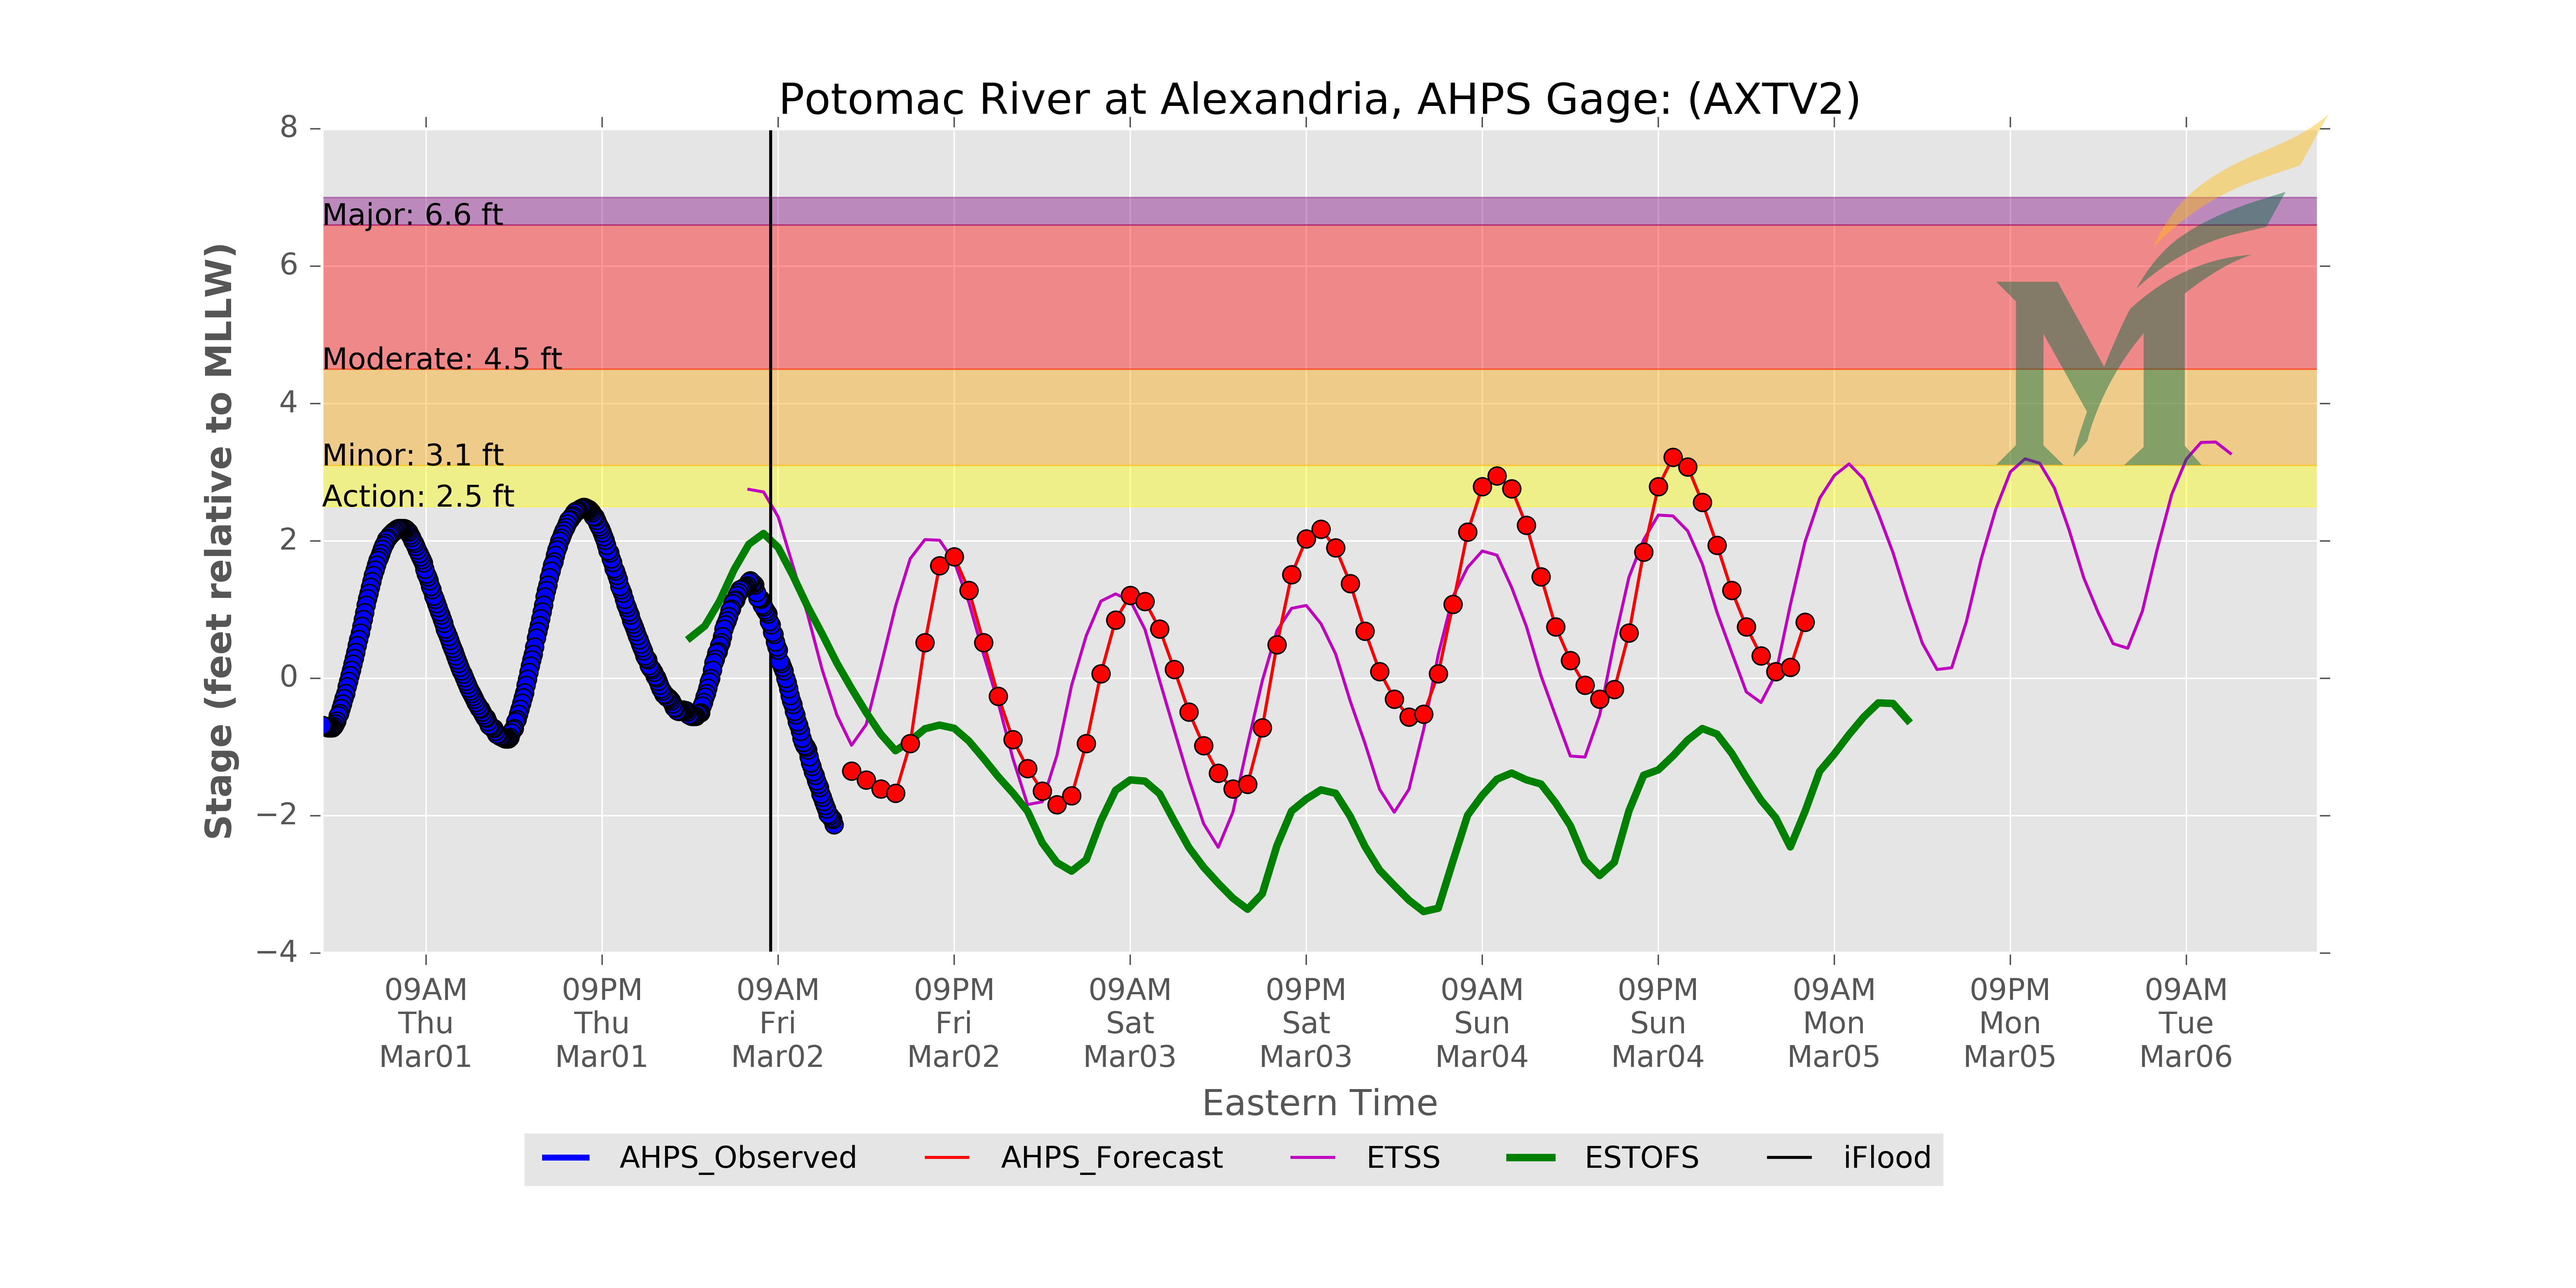 Potomac River at Alexandria, AHPS Gage: (AXTV2)
8
6
4
2
0
−2
−4
Stage (feet relative to MLLW)
Major: 6.6 ft
Moderate: 4.5 ft
Minor: 3.1 ft
Action: 2.5 ft
M
09AM 09PM 09AM 09PM 09AM 09PM 09AM 09PM 09AM 09PM 09AM
Thu Thu Fri Fri Sat Sat Sun Sun Mon Mon Tue
Mar01 Mar01 Mar02 Mar02 Mar03 Mar03 Mar04 Mar04 Mar05 Mar05 Mar06
Eastern Time
AHPS_Observed AHPS_Forecast ETSS ESTOFS iFlood